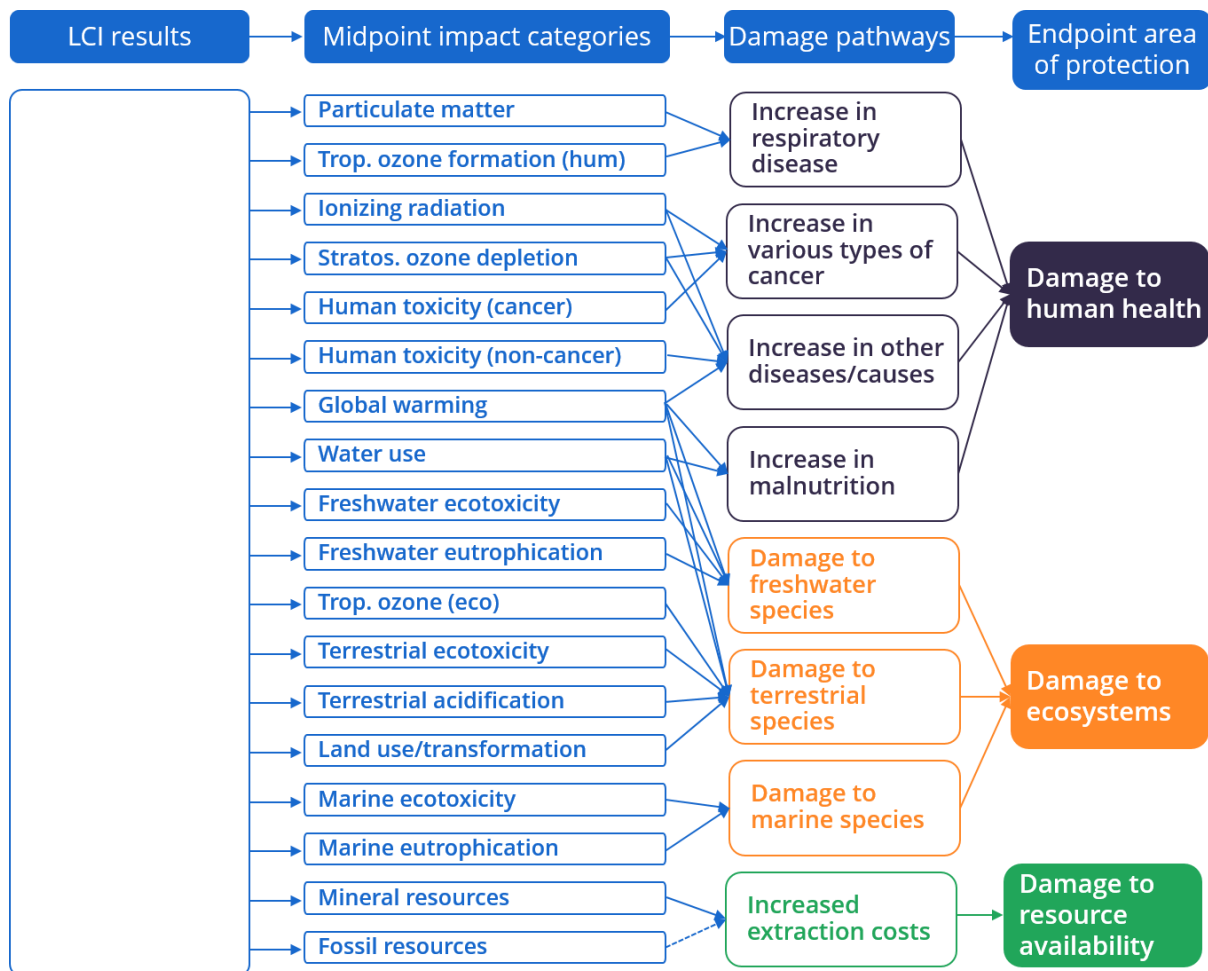 LCI results
Midpoint impact categories
Damage pathways
Endpoint area
of protection
Particulate matter
Trop. ozone formation (hum)
Ionizing radiation
Stratos. ozone depletion
Human toxicity (cancer)
Human toxicity (non-cancer)
Global warming
Water use
Freshwater ecotoxicity
Freshwater eutrophication
Trop. ozone (eco)
Terrestrial ecotoxicity
Terrestrial acidification
Land use/transformation
Marine ecotoxicity
Marine eutrophication
Mineral resources
Fossil resources
Increase in
respiratory
disease
Increase in
various types of
cancer
Increase in other
diseases/causes
Increase in
malnutrition
Damage to
freshwater
species
Damage to
terrestrial
species
Damage to
marine species
Increased
extraction costs
Damage to
human health
Damage to
ecosystems
Damage to
resource
availability